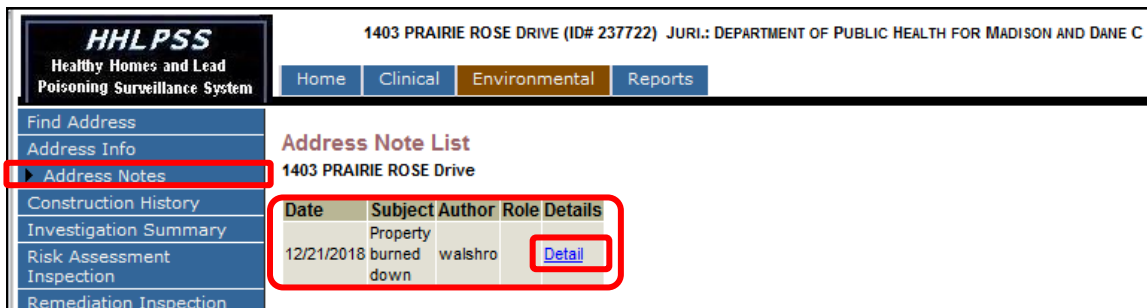 HHLPSS
Healthy Homes and Lead
Poisoning Surveillance System
1403 PRAIRIE ROSE DRIVE (ID# 237722) JURI.: DEPARTMENT OF PUBLIC HEALTH FOR MADISON AND DANE C
Home Clinical Environmental Reports
Find Address
Address Info
Address Notes
Construction History
Investigation Summary
Risk Assessment
Inspection
Remediation Inspection
Address Note List
1403 PRAIRIE ROSE Drive
Date Subject Author Role Details
12/21/2018 Property burned down walshro Detail